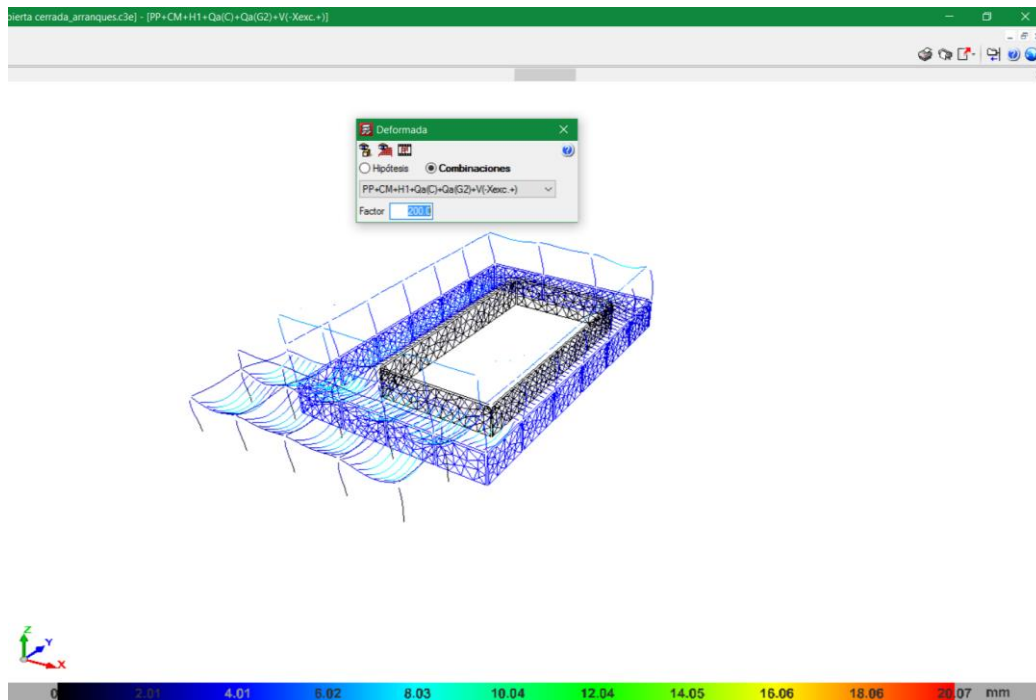 bierta cerrada_arranques.c3e] - [PP+CM+H1+Qa(C)+Qa(G2)+V(-Xexc.+)]
Deformada
Hipótesis Combinaciones
PP+CM+H1+Qa(C)+Qa(G2)+V(-Xexc.+)
Factor
Z
Y
X
0 2.01 4.01 6.02 8.03 10.04 12.04 14.05 16.06 18.06 20.07 mm